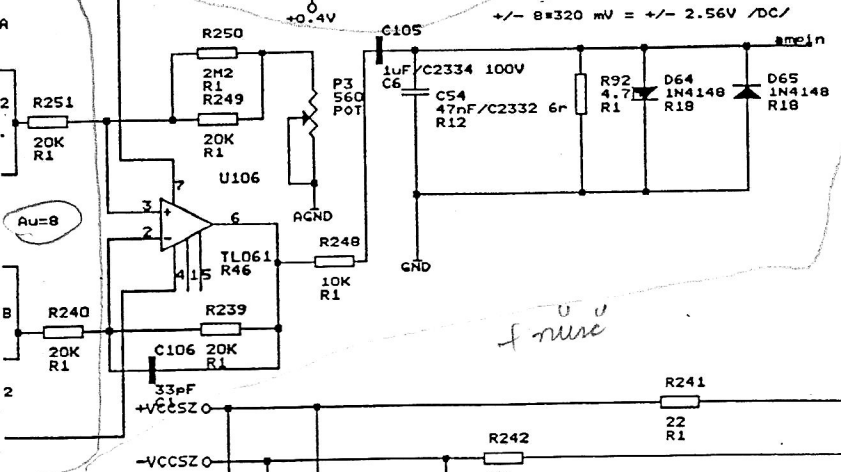 +0.4V
+/- 8*320 mV = +/- 2.56V /DC/
A
R250
2M2
R1
R249
20K
R1
P3
560
POT
C105
1uF/C2334 100V
C6
C54
47nF/C2332 6r
R12
R92
4.7
R1
D64
1N4148
R18
D65
1N4148
R18
amein
2
R251
20K
R1
U106
7
3
+
2
-
6
4 1 5
TL061
R46
AGND
Au=8
R248
10K
R1
GND
B
R240
20K
R1
R239
20K
R1
C106
33pF
2
+VCCSZ
-VCCSZ
R241
22
R1
R242